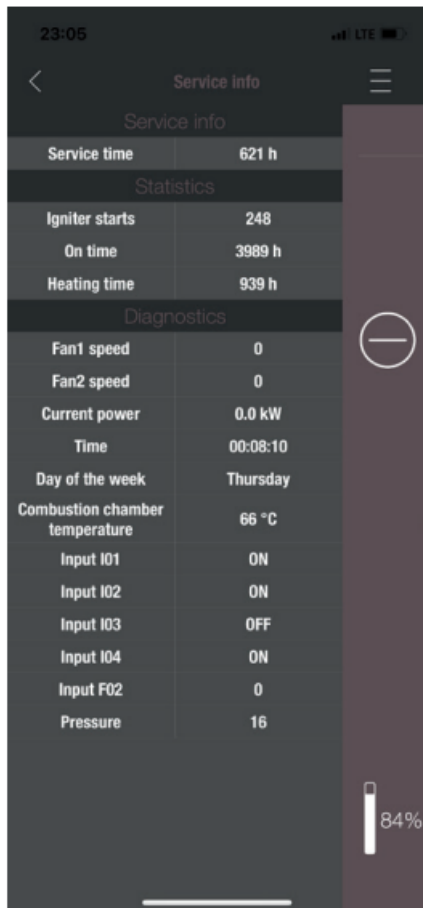 23:05 LTE
Service info
Service info
Service time 621 h
Statistics
Igniter starts 248
On time 3989 h
Heating time 939 h
Diagnostics
Fan1 speed 0
Fan2 speed 0
Current power 0.0 kW
Time 00:08:10
Day of the week Thursday
Combustion chamber
temperature 66 °C
Input I01 ON
Input I02 ON
Input I03 OFF
Input I04 ON
Input F02 0
Pressure 16
84%